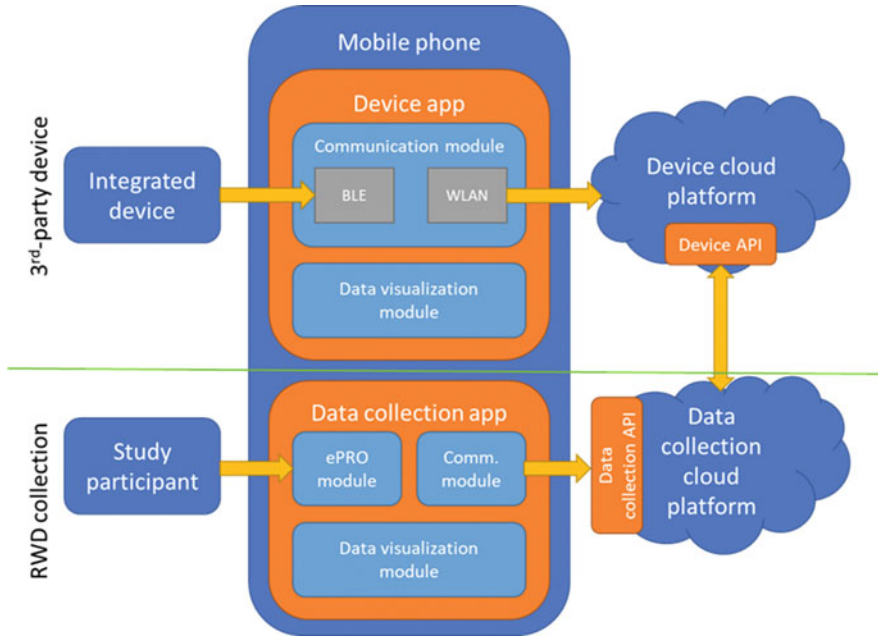 Mobile phone
3rd-party device
Device app
Communication module
Integrated
device
BLE
WLAN
Device cloud
platform
Device API
Data visualization
module
RWD collection
Data collection app
Study
participant
ePRO
module
Comm.
module
Data
collection API
Data
collection
cloud
platform
Data visualization
module